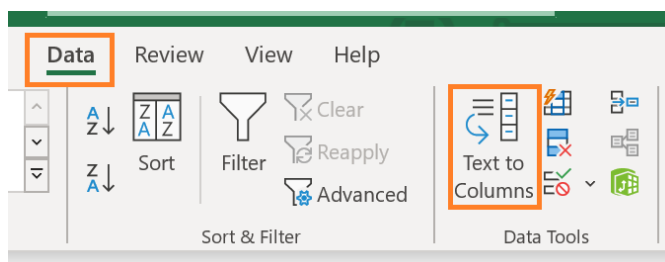 Data Review View Help
Sort
Filter
Clear
Reapply
Advanced
Text to
Columns
Sort & Filter
Data Tools